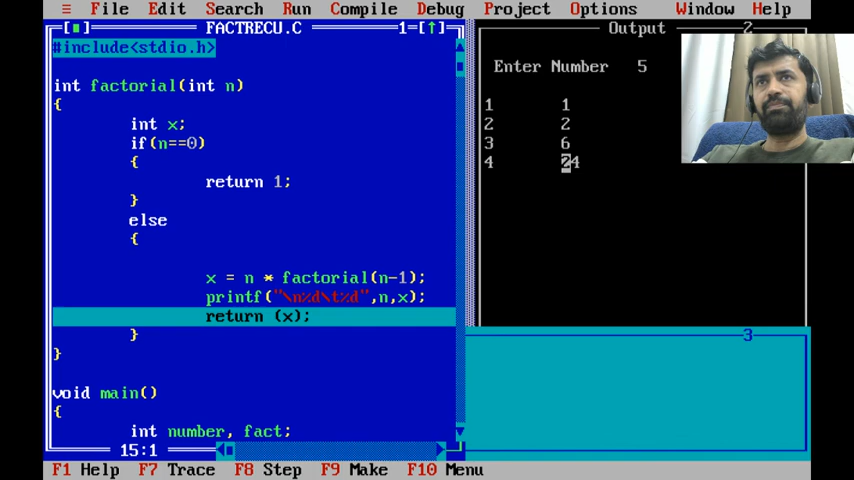 ≡ File Edit Search Run Compile Debug Project Options Window Help
[■] FACTRECU.C 1=[↑]
#include<stdio.h>
int factorial(int n)
{
int x;
if(n==0)
{
return 1;
}
else
{
x = n * factorial(n-1);
printf("\n%d\t%d",n,x);
return (x);
}
}
void main()
{
int number, fact;
15:1
Output 2
Enter Number 5
1 1
2 2
3 6
4 24
3
F1 Help F7 Trace F8 Step F9 Make F10 Menu